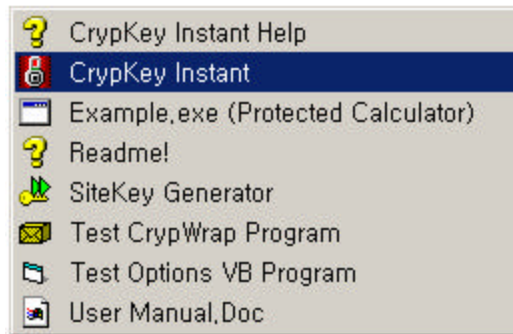 CrypKey Instant Help
CrypKey Instant
Example,exe (Protected Calculator)
Readme!
SiteKey Generator
Test CrypWrap Program
Test Options VB Program
User Manual,Doc